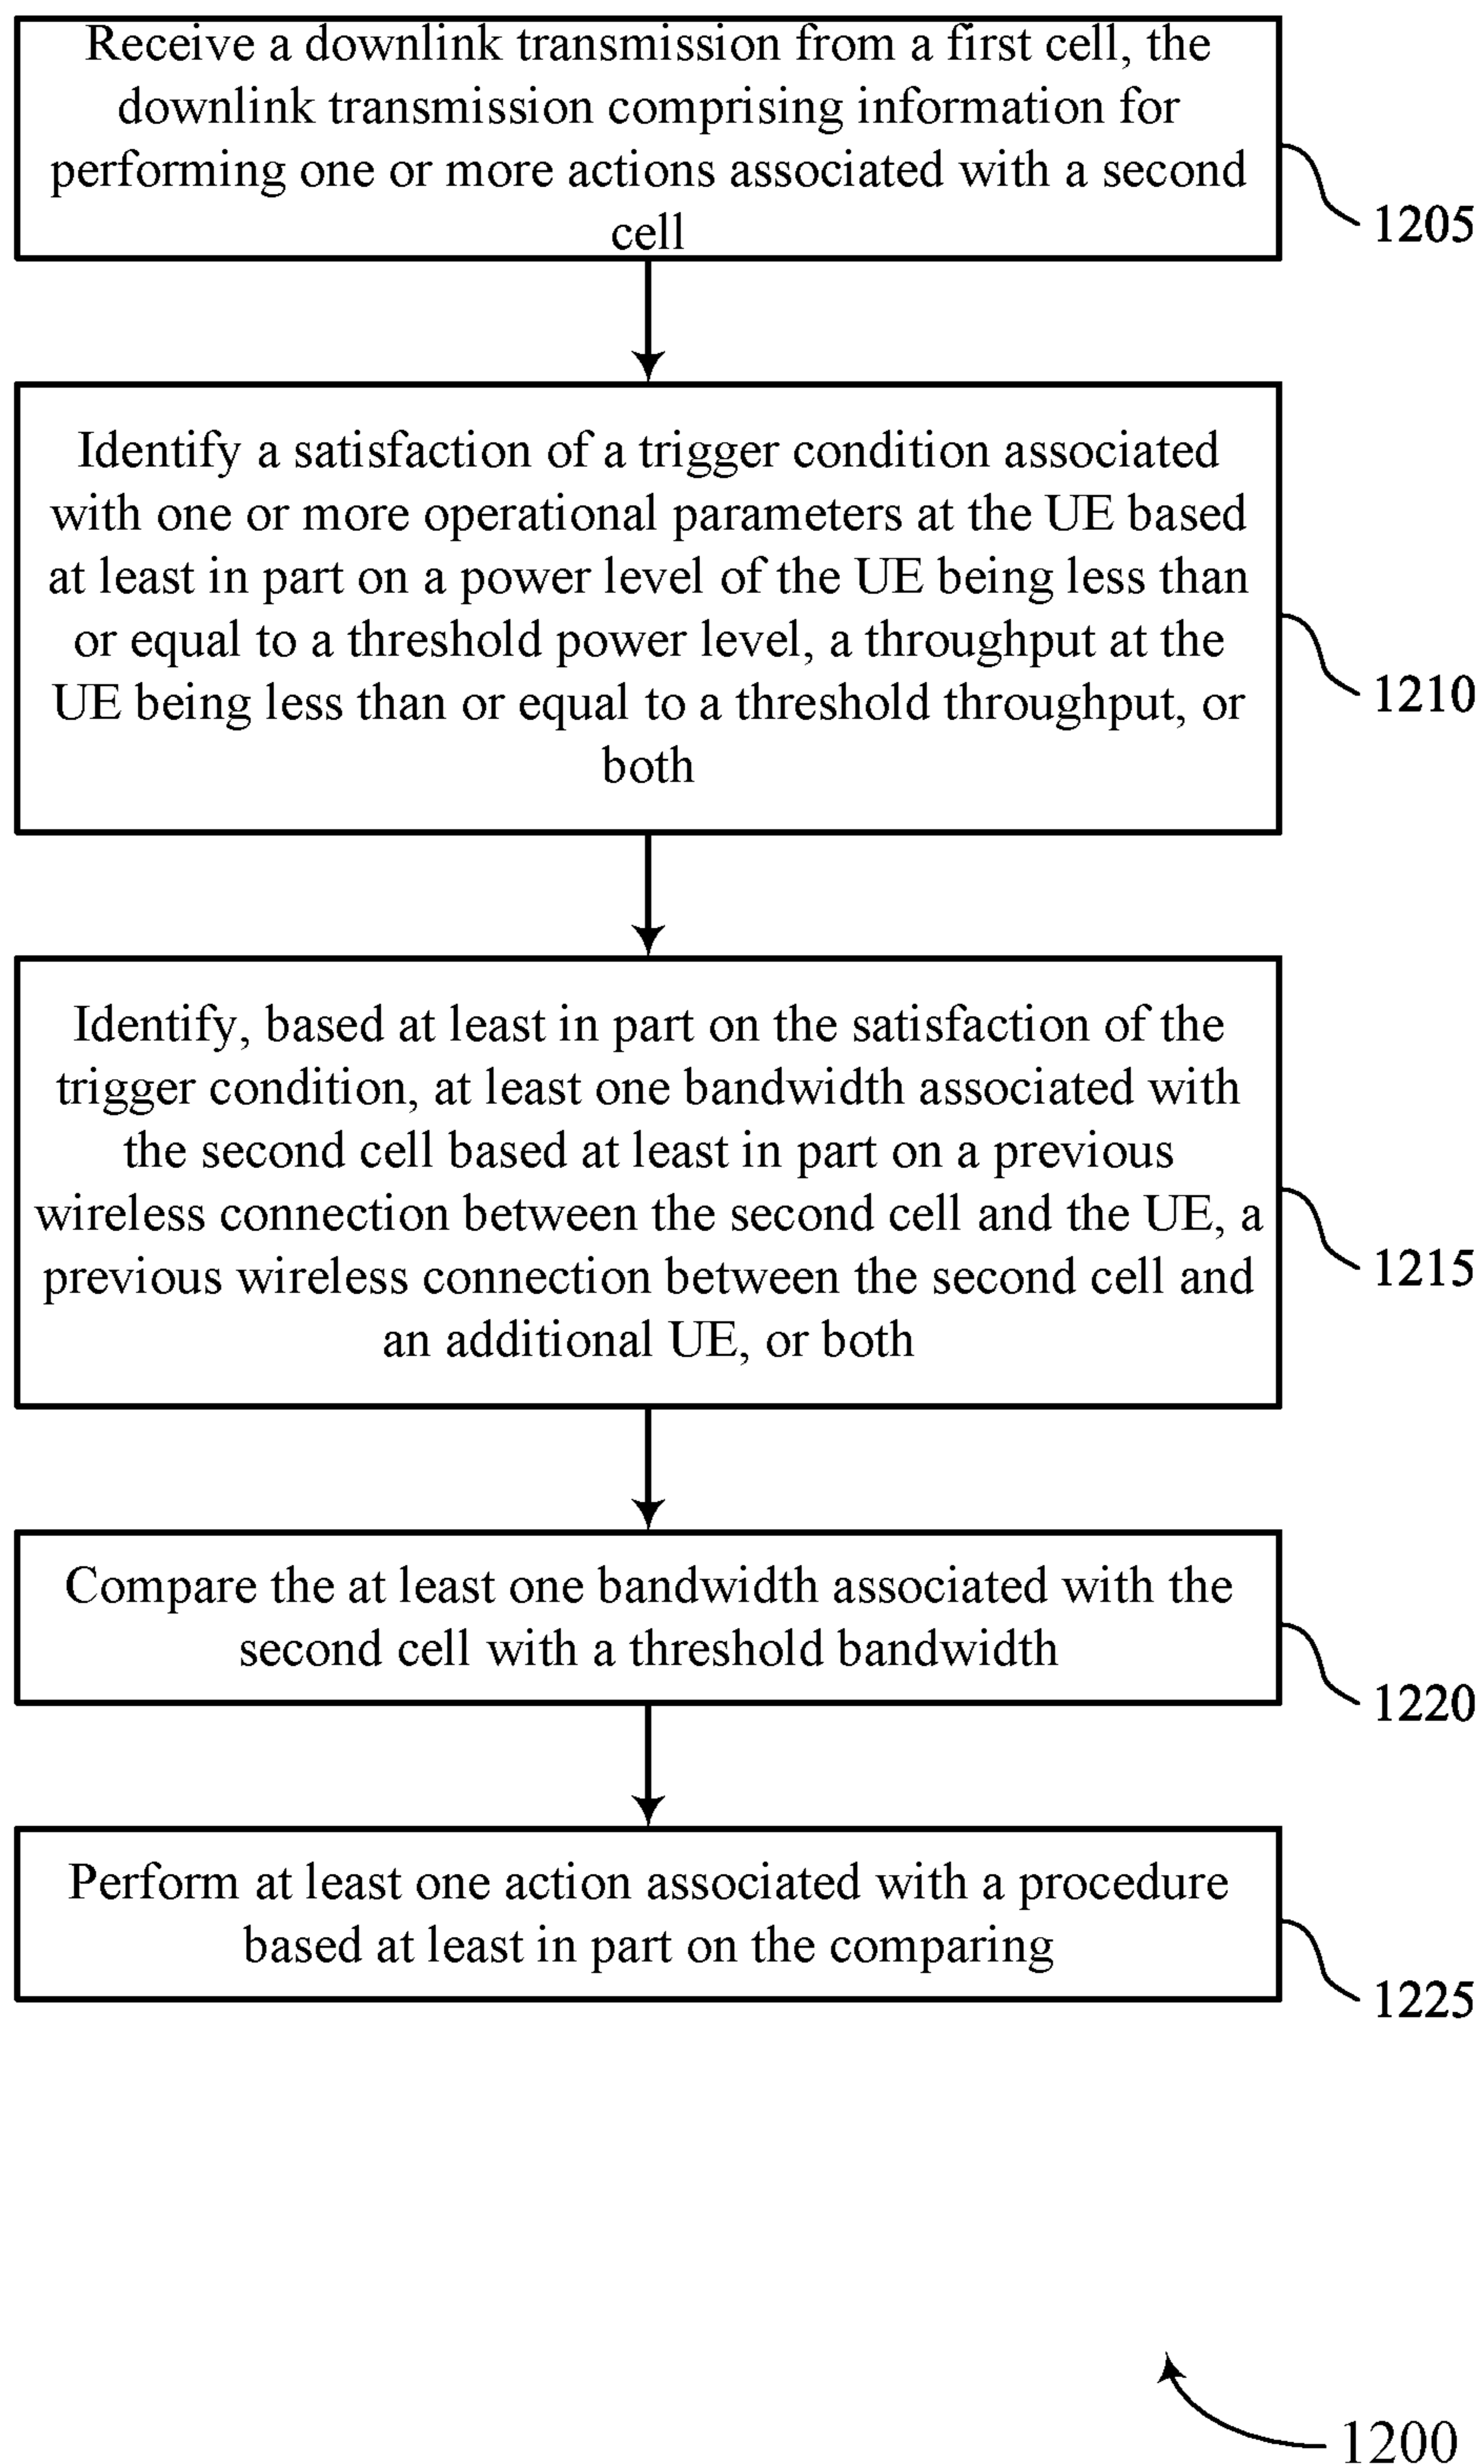 Receive a downlink transmission from a first cell, the
downlink transmission comprising information for
performing one or more actions associated with a second
cell
1205
Identify a satisfaction of a trigger condition associated
with one or more operational parameters at the UE based
at least in part on a power level of the UE being less than
or equal to a threshold power level, a throughput at the
UE being less than or equal to a threshold throughput, or
both
1210
Identify, based at least in part on the satisfaction of the
trigger condition, at least one bandwidth associated with
the second cell based at least in part on a previous
wireless connection between the second cell and the UE, a
previous wireless connection between the second cell and
an additional UE, or both
1215
Compare the at least one bandwidth associated with the
second cell with a threshold bandwidth
1220
Perform at least one action associated with a procedure
based at least in part on the comparing
1225
1200